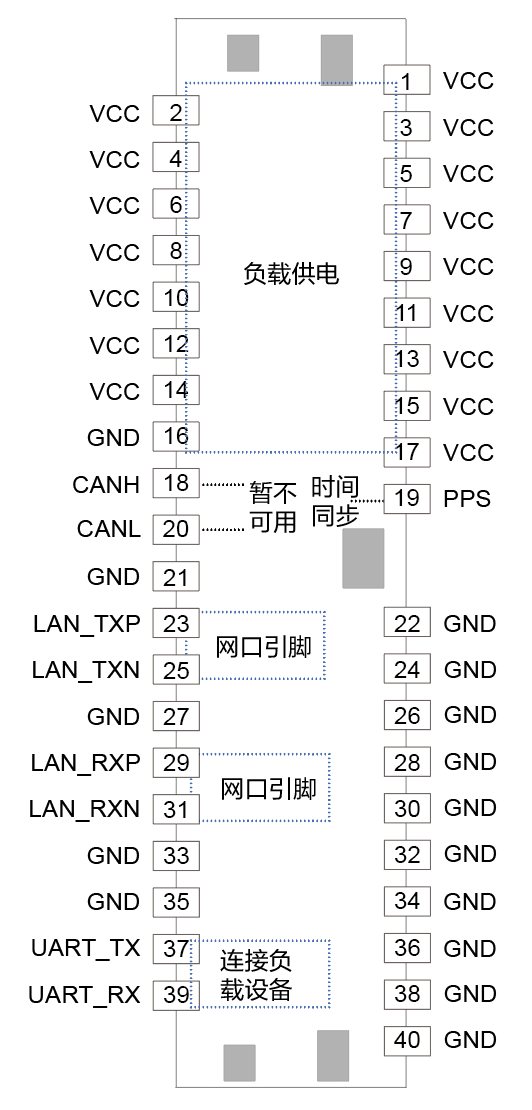 1 VCC
VCC 2
3 VCC
VCC 4
5 VCC
VCC 6
7 VCC
VCC 8
9 VCC
负载供电
VCC 10
11 VCC
VCC 12
13 VCC
VCC 14
15 VCC
GND 16
17 VCC
CANH 18
暂不
可用
时间
同步
19 PPS
CANL 20
GND 21
LAN_TXP 23
22 GND
网口引脚
LAN_TXN 25
24 GND
GND 27
26 GND
LAN_RXP 29
28 GND
网口引脚
LAN_RXN 31
30 GND
GND 33
32 GND
GND 35
34 GND
UART_TX 37
36 GND
连接负
载设备
UART_RX 39
38 GND
40 GND